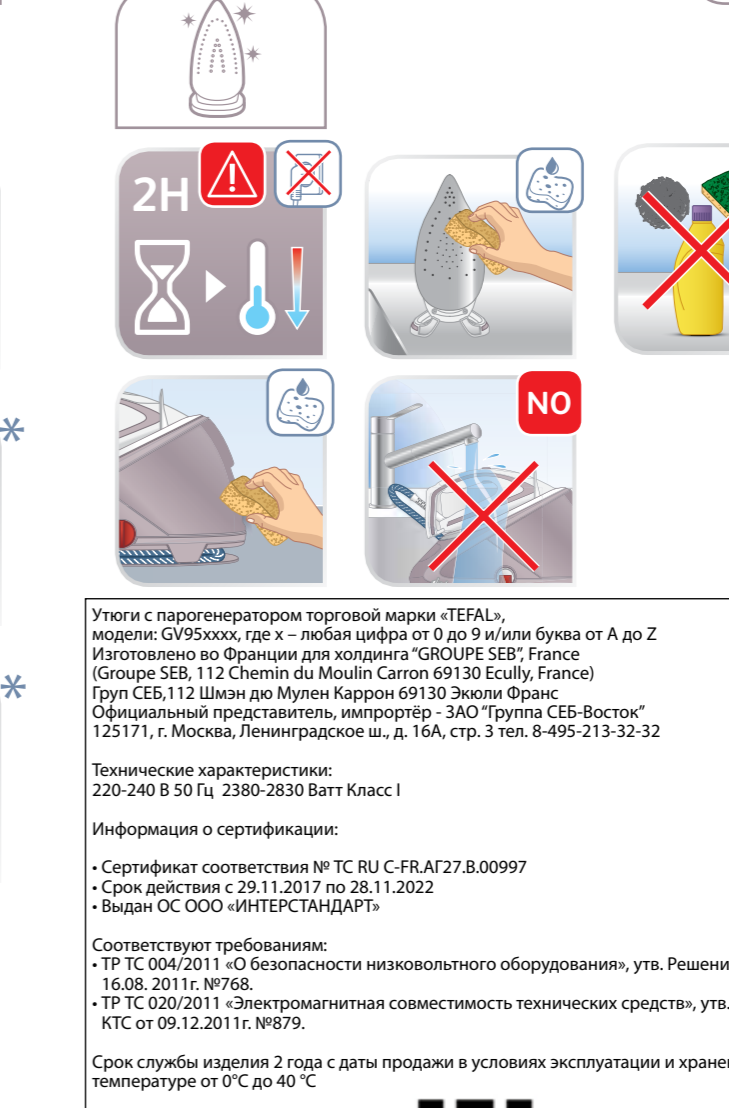 2H
NO
Утюги с парогенератором торговой марки «TEFAL»,
модели: GV95xxxx, где x – любая цифра от 0 до 9 и/или буква от A до Z
Изготовлено во Франции для холдинга “GROUPE SEB”, France
(Groupe SEB, 112 Chemin du Moulin Carron 69130 Ecully, France)
Груп СЕБ,112 Шмэн дю Мулен Каррон 69130 Экюли Франс
Официальный представитель, импрортёр - ЗАО “Группа СЕБ-Восток”
125171, г. Москва, Ленинградское ш., д. 16А, стр. 3 тел. 8-495-213-32-32
Технические характеристики:
220-240 В 50 Гц 2380-2830 Ватт Класс I
Информация о сертификации:
• Сертификат соответствия № ТС RU C-FR.АГ27.В.00997
• Срок действия с 29.11.2017 по 28.11.2022
• Выдан ОС ООО «ИНТЕРСТАНДАРТ»
Соответствуют требованиям:
• ТР ТС 004/2011 «О безопасности низковольтного оборудования», утв.
16.08. 2011г. №768.
• ТР ТС 020/2011 «Электромагнитная совместимость технических средств», утв.
КТС от 09.12.2011г. №879.
Срок службы изделия 2 года с даты продажи в условиях эксплуатации и
температуре от 0°C до 40 °C